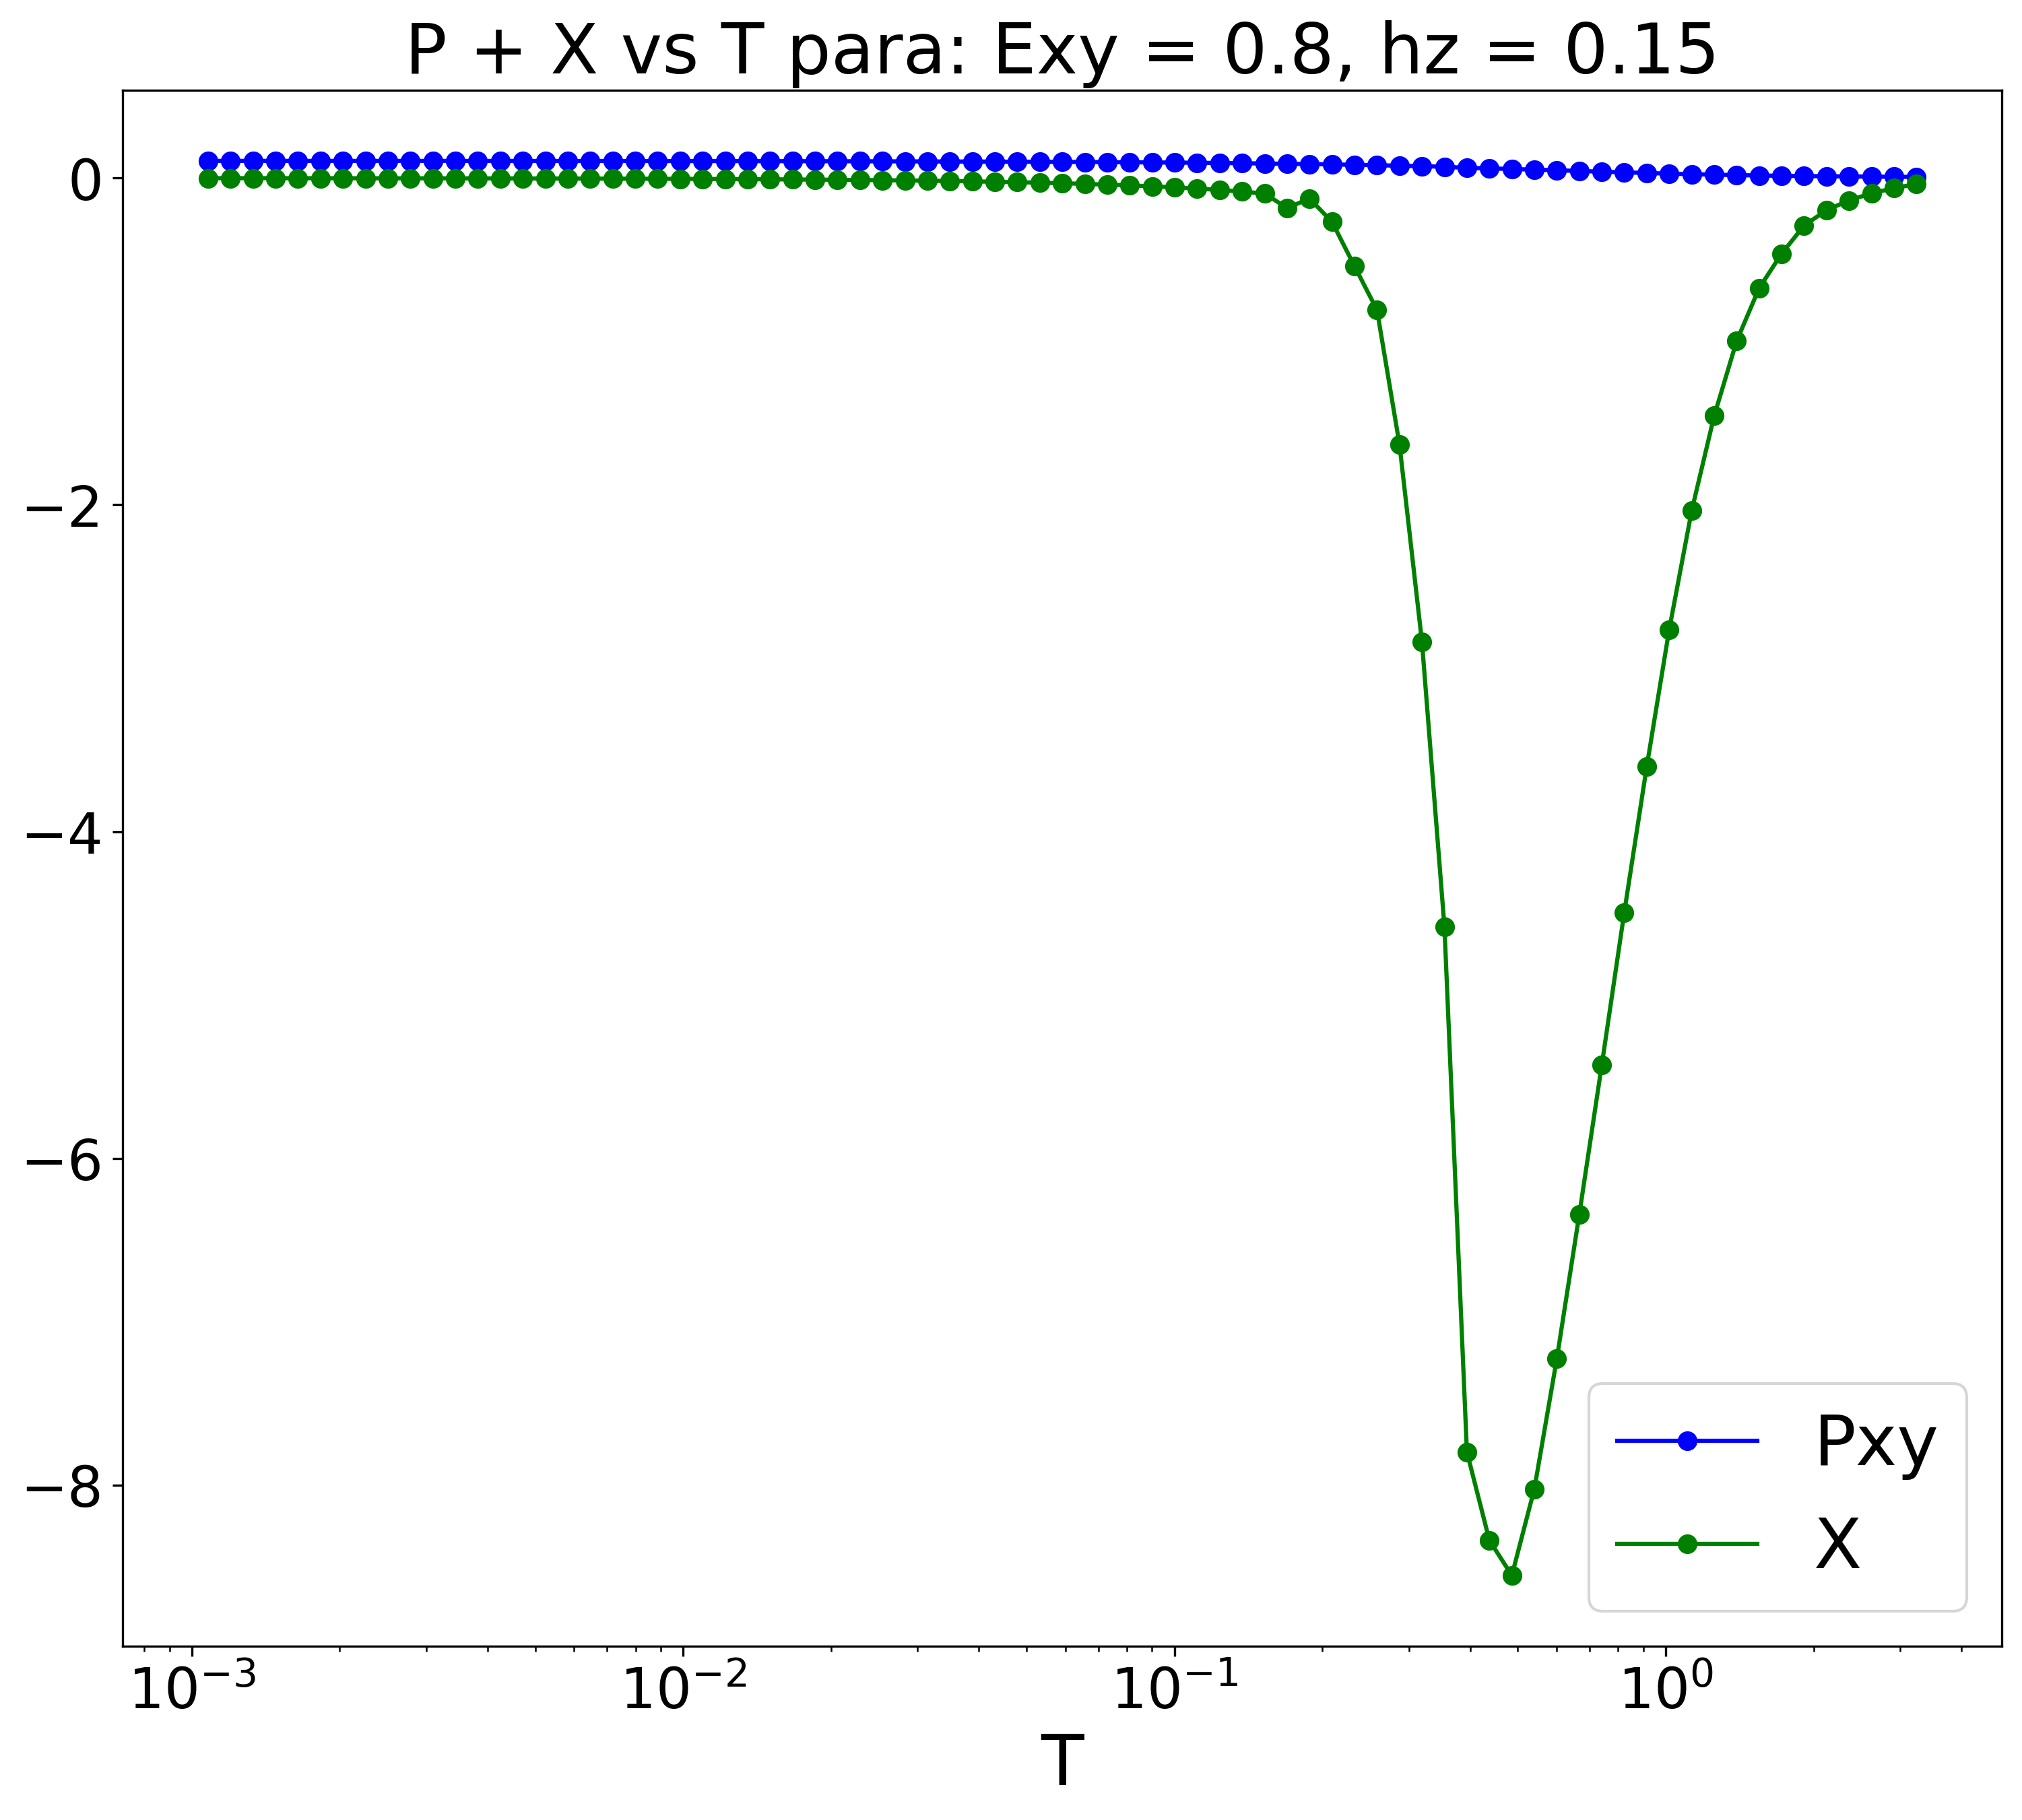 P + X vs T para: Exy = 0.8, hz = 0.15
0
−2
−4
−6
−8
10⁻³ 10⁻² 10⁻¹ 10⁰
T
Pxy
X